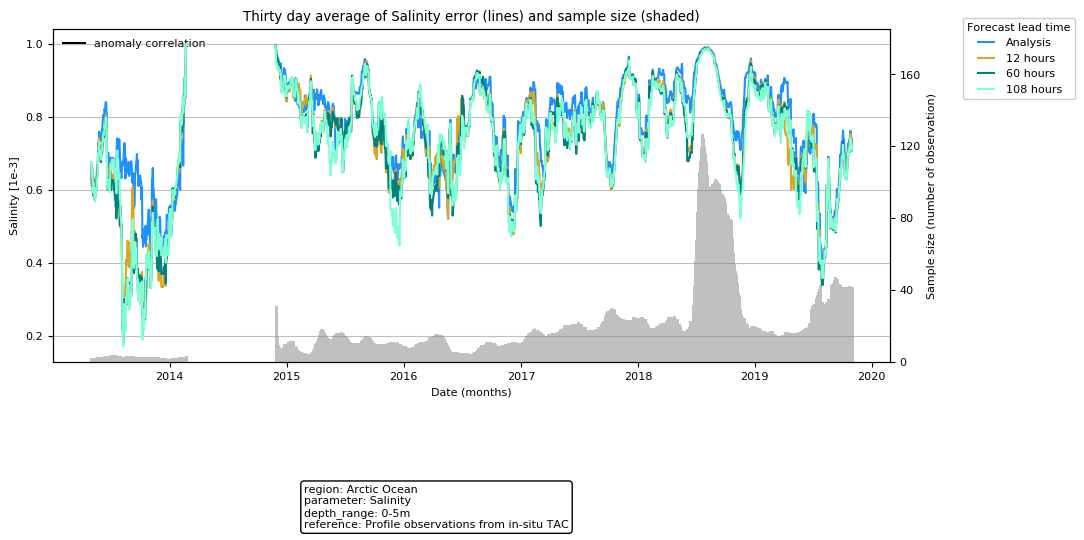 Thirty day average of Salinity error (lines) and sample size (shaded)
Forecast lead time
Analysis
12 hours
60 hours
108 hours
anomaly correlation
1.0
0.8
0.6
0.4
0.2
Salinity [1e-3]
160
120
80
40
0
Sample size (number of observation)
2014 2015 2016 2017 2018 2019 2020
Date (months)
region: Arctic Ocean
parameter: Salinity
depth_range: 0-5m
reference: Profile observations from in-situ TAC